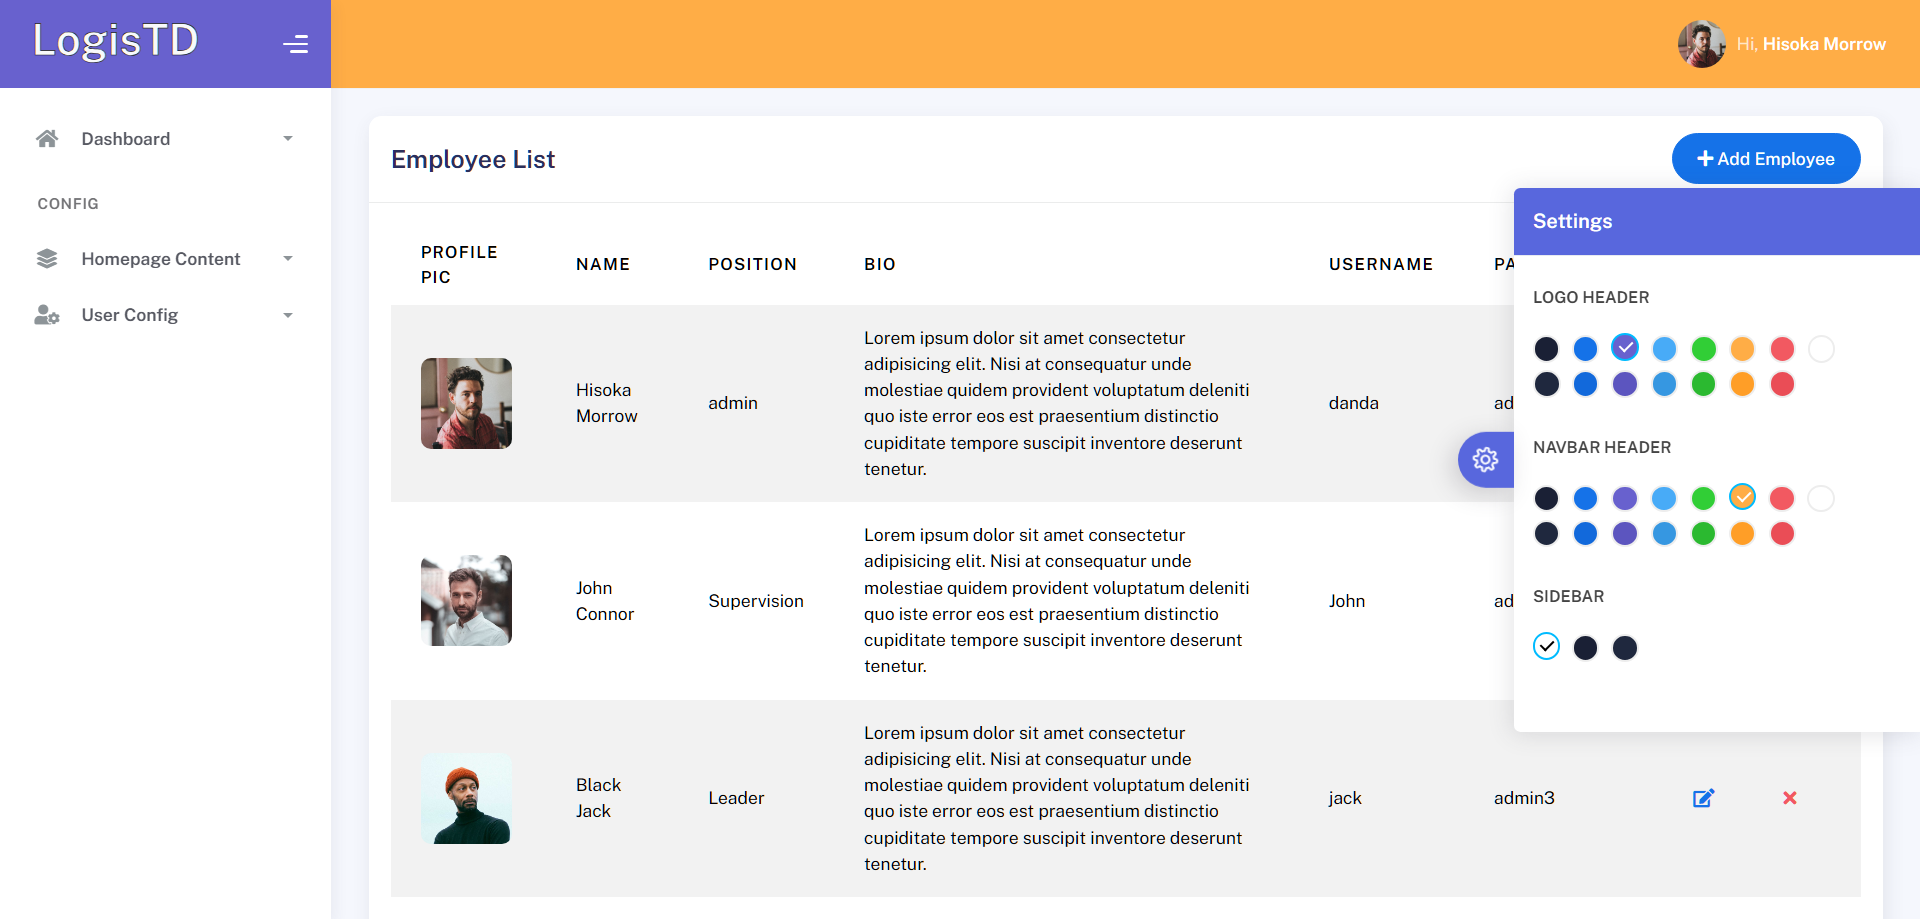 LogisTD
Hi, Hisoka Morrow
Dashboard
CONFIG
Homepage Content
User Config
Employee List
Add Employee
PROFILE
PIC
NAME
POSITION
BIO
USERNAME
PA
Hisoka
Morrow
admin
Lorem ipsum dolor sit amet consectetur
adipisicing elit. Nisi at consequatur unde
molestiae quidem provident voluptatum deleniti
quo iste error eos est praesentium distinctio
cupiditate tempore suscipit inventore deserunt
tenetur.
danda
ad
John
Connor
Supervision
Lorem ipsum dolor sit amet consectetur
adipisicing elit. Nisi at consequatur unde
molestiae quidem provident voluptatum deleniti
quo iste error eos est praesentium distinctio
cupiditate tempore suscipit inventore deserunt
tenetur.
John
ad
Black
Jack
Leader
Lorem ipsum dolor sit amet consectetur
adipisicing elit. Nisi at consequatur unde
molestiae quidem provident voluptatum deleniti
quo iste error eos est praesentium distinctio
cupiditate tempore suscipit inventore deserunt
tenetur.
jack
admin3
Settings
LOGO HEADER
NAVBAR HEADER
SIDEBAR